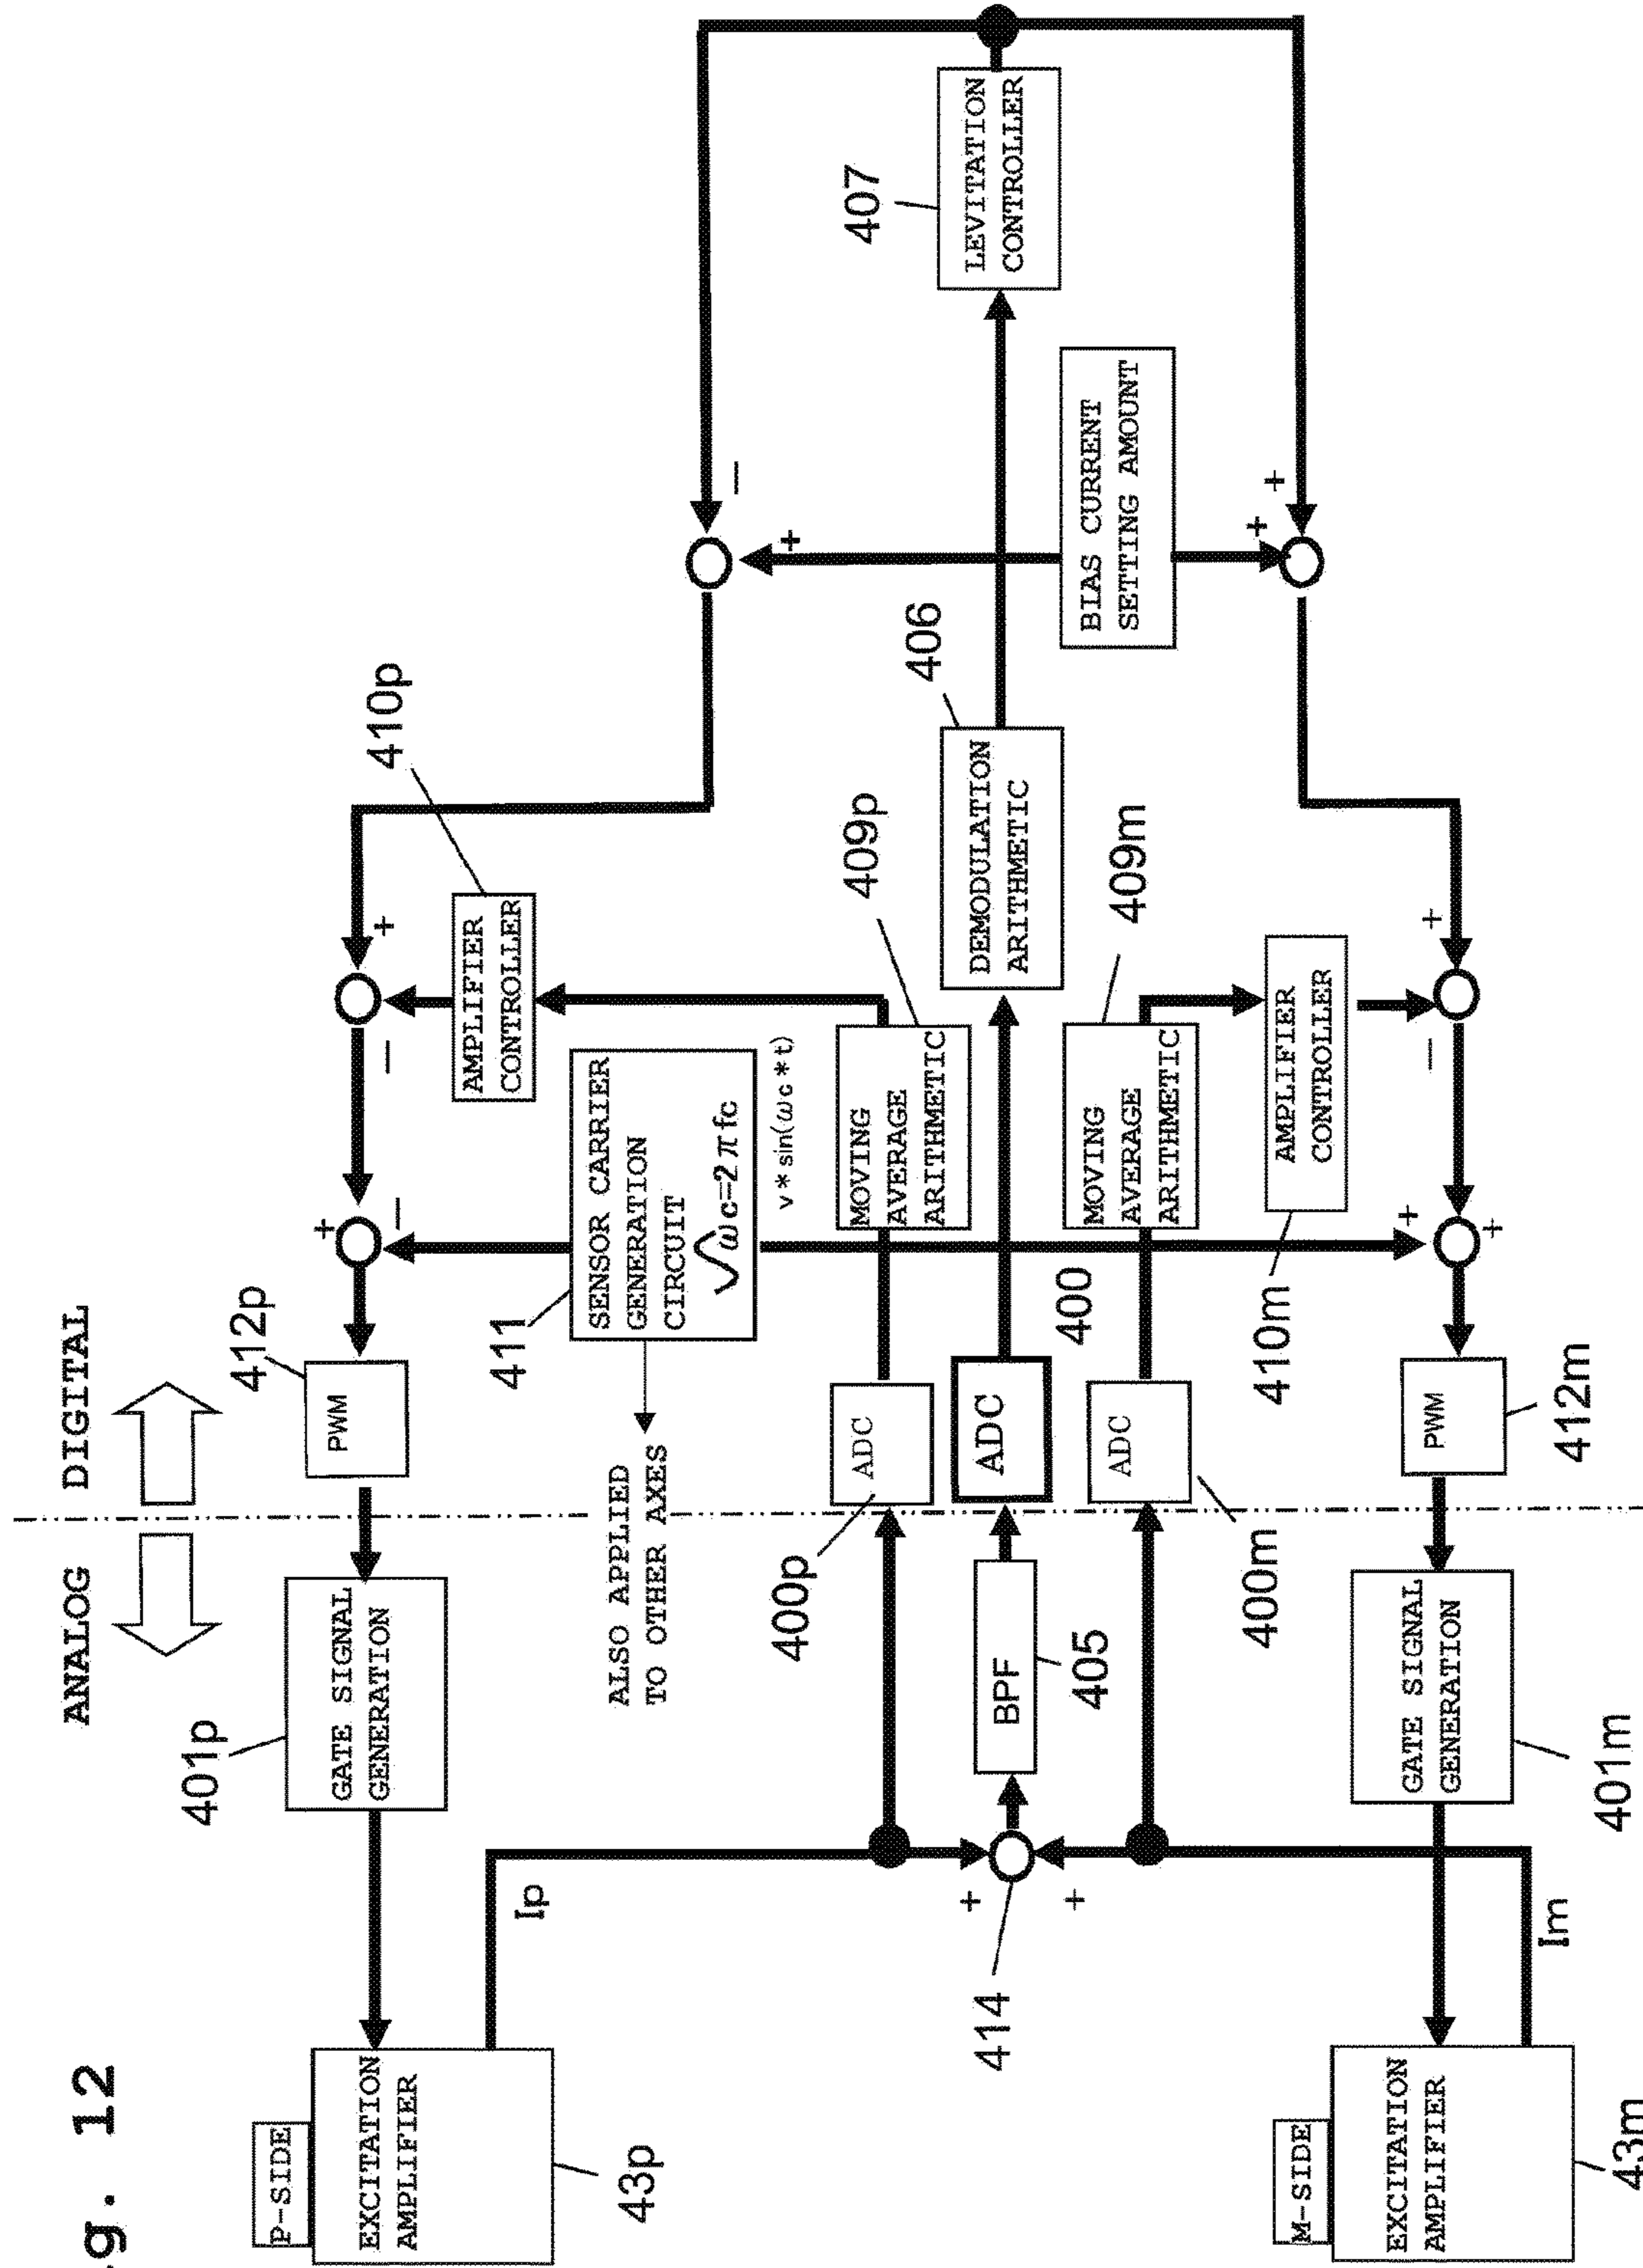 g. 12
ANALOG
DIGITAL
P-SIDE
EXCITATION
AMPLIFIER
43p
401p
GATE SIGNAL
GENERATION
412p
PWM
+
−
−
+
410p
AMPLIFIER
CONTROLLER
411
SENSOR CARRIER
GENERATION
CIRCUIT
ωc=2πfc
v*sin(ωc*t)
ALSO APPLIED
TO OTHER AXES
Ip
400p
ADC
MOVING
AVERAGE
ARITHMETIC
409p
−
+
414
+
+
BPF
405
ADC
400
DEMODULATION
ARITHMETIC
406
LEVITATION
CONTROLLER
407
BIAS CURRENT
SETTING AMOUNT
400m
ADC
MOVING
AVERAGE
ARITHMETIC
409m
AMPLIFIER
CONTROLLER
410m
+
+
+
+
−
+
M-SIDE
EXCITATION
AMPLIFIER
43m
Im
GATE SIGNAL
GENERATION
401m
PWM
412m